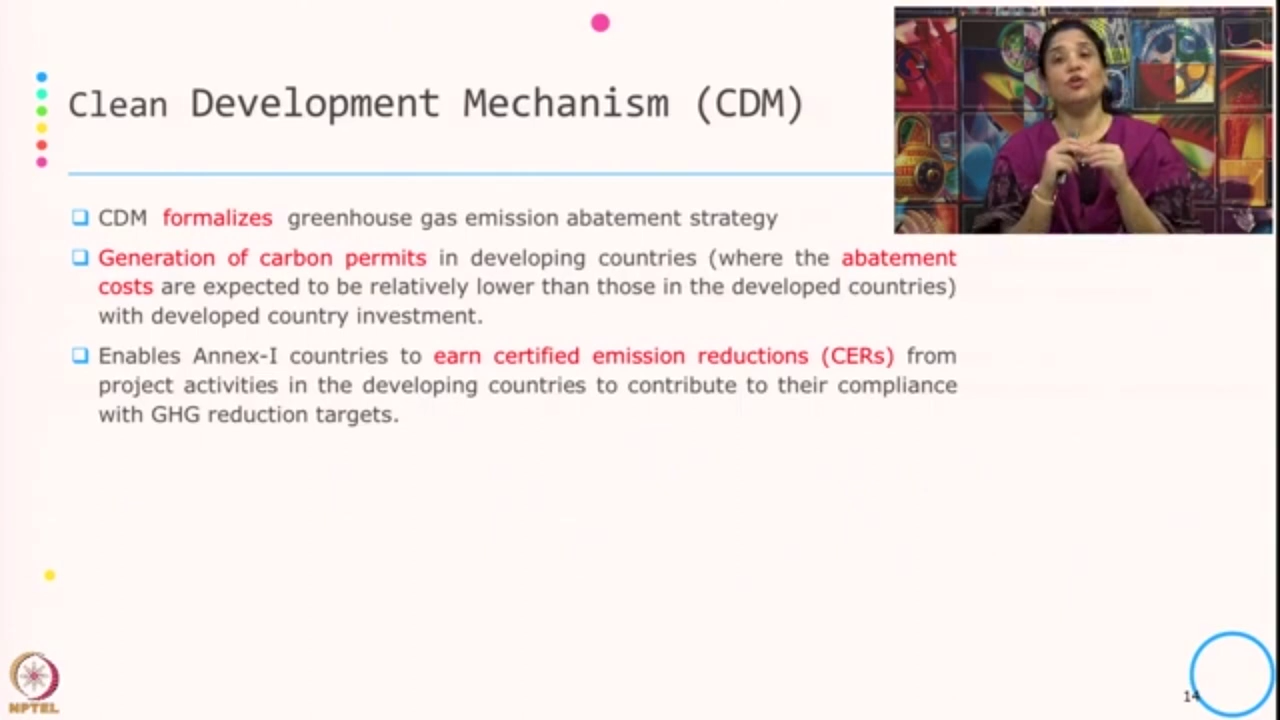 Clean Development Mechanism (CDM)
CDM formalizes greenhouse gas emission abatement strategy
Generation of carbon permits in developing countries (where the abatement
costs are expected to be relatively lower than those in the developed countries)
with developed country investment.
Enables Annex-I countries to earn certified emission reductions (CERs) from
project activities in the developing countries to contribute to their compliance
with GHG reduction targets.
NPTEL
14